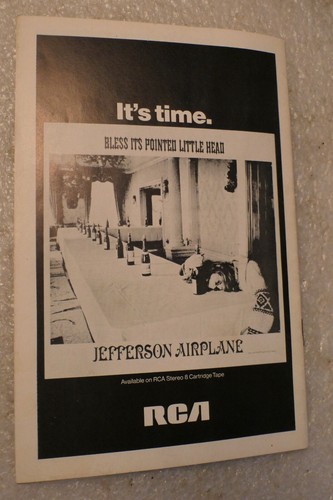 It's time.
BLESS ITS POINTED LITTLE HEAD
JEFFERSON AIRPLANE
Available on RCA Stereo 8 Cartridge Tape
RCA